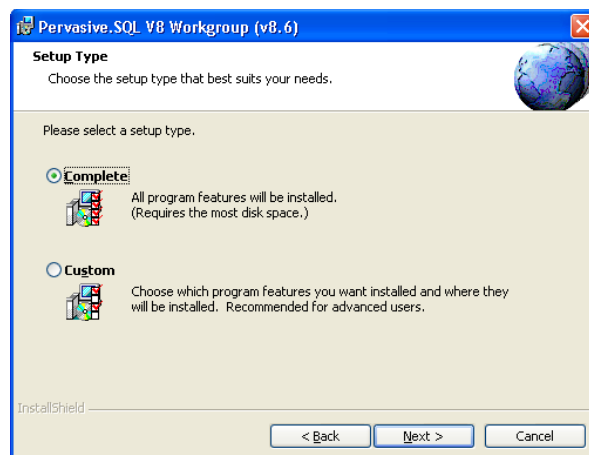 Pervasive.SQL V8 Workgroup (v8.6)
Setup Type
Choose the setup type that best suits your needs.
Please select a setup type.
Complete
All program features will be installed.
(Requires the most disk space.)
Custom
Choose which program features you want installed and where they
will be installed. Recommended for advanced users.
InstallShield
< Back
Next >
Cancel